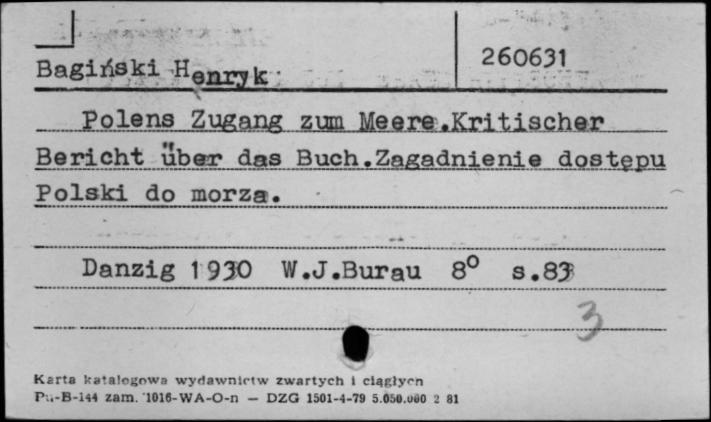 260631
Bagiński Henryk
Polens Zugang zum Meere.Kritischer
Bericht über das Buch.Zagadnienie dostępu
Polski do morza.
Danzig 1930 W.J.Burau 8° s.83
3
Karta katalogowa wydawnictw zwartych i ciągłych
Pu-B-144 zam. 1016-WA-O-n — DZG 1501-4-79 5.050.000 2 81